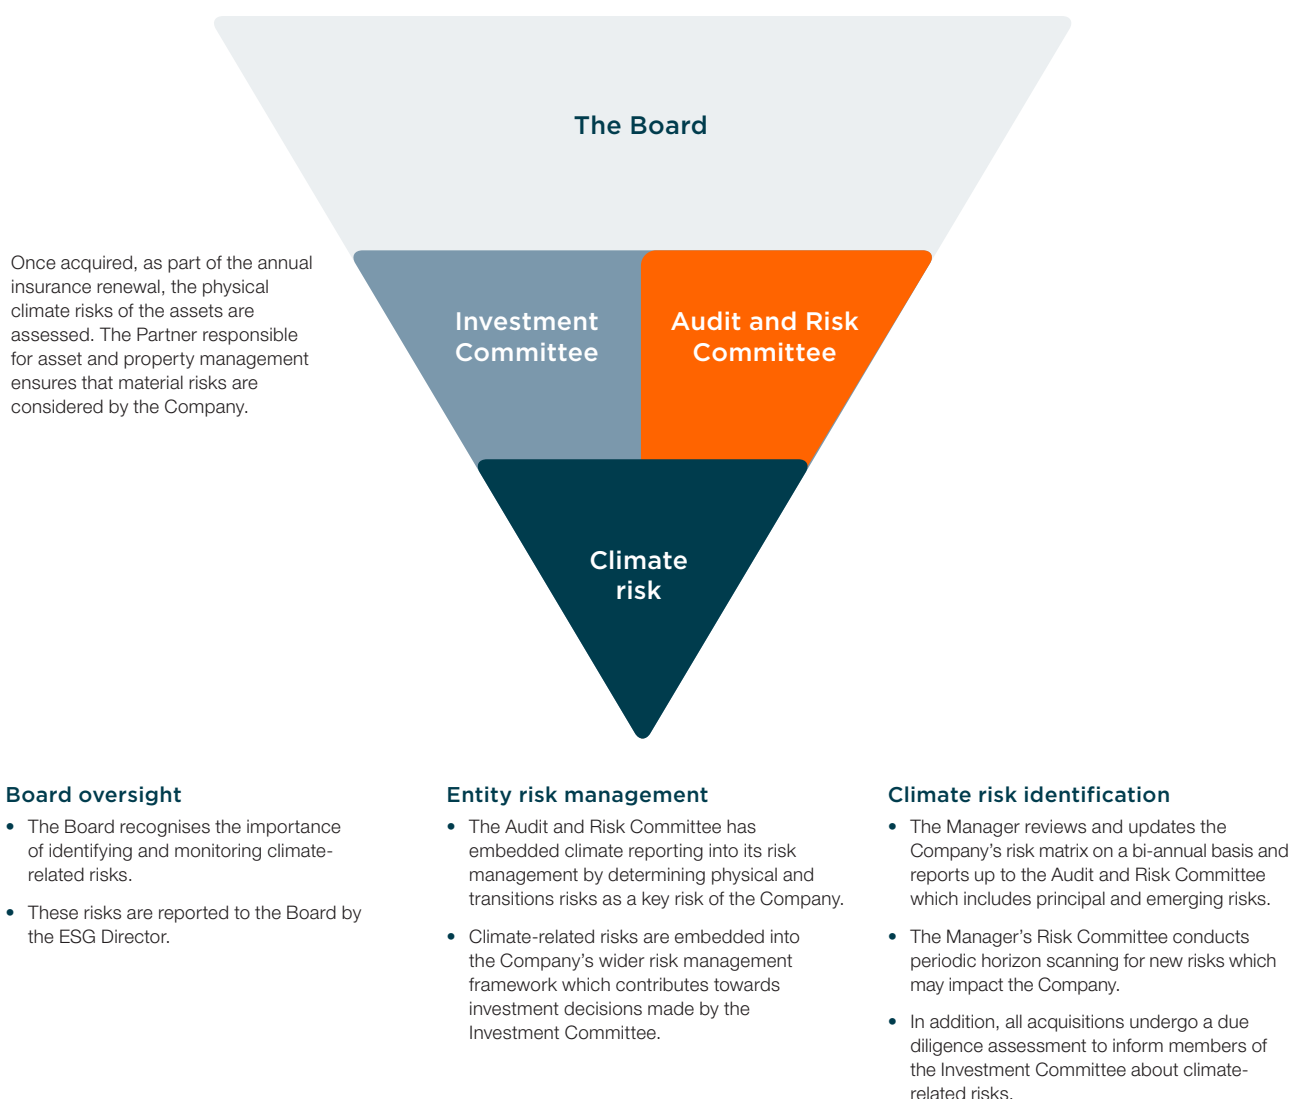 The Board
Once acquired, as part of the annual
insurance renewal, the physical
climate risks of the assets are
assessed. The Partner responsible
for asset and property management
ensures that material risks are
considered by the Company.
Investment
Committee
Audit and Risk
Committee
Climate
risk
Board oversight
• The Board recognises the importance
of identifying and monitoring climate-
related risks.
• These risks are reported to the Board by
the ESG Director.
Entity risk management
• The Audit and Risk Committee has
embedded climate reporting into its risk
management by determining physical and
transitions risks as a key risk of the Company.
• Climate-related risks are embedded into
the Company’s wider risk management
framework which contributes towards
investment decisions made by the
Investment Committee.
Climate risk identification
• The Manager reviews and updates the
Company’s risk matrix on a bi-annual basis and
reports up to the Audit and Risk Committee
which includes principal and emerging risks.
• The Manager’s Risk Committee conducts
periodic horizon scanning for new risks which
may impact the Company.
• In addition, all acquisitions undergo a due
diligence assessment to inform members of
the Investment Committee about climate-
related risks.